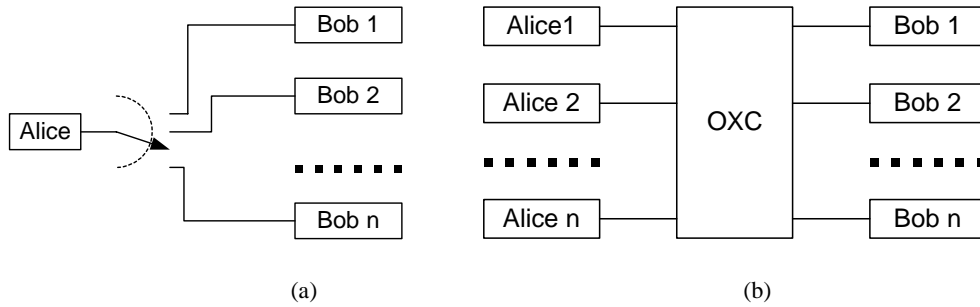 Bob 1
Bob 2
Alice
Bob n
(a)
Alice1
Alice 2
Alice n
OXC
Bob 1
Bob 2
Bob n
(b)